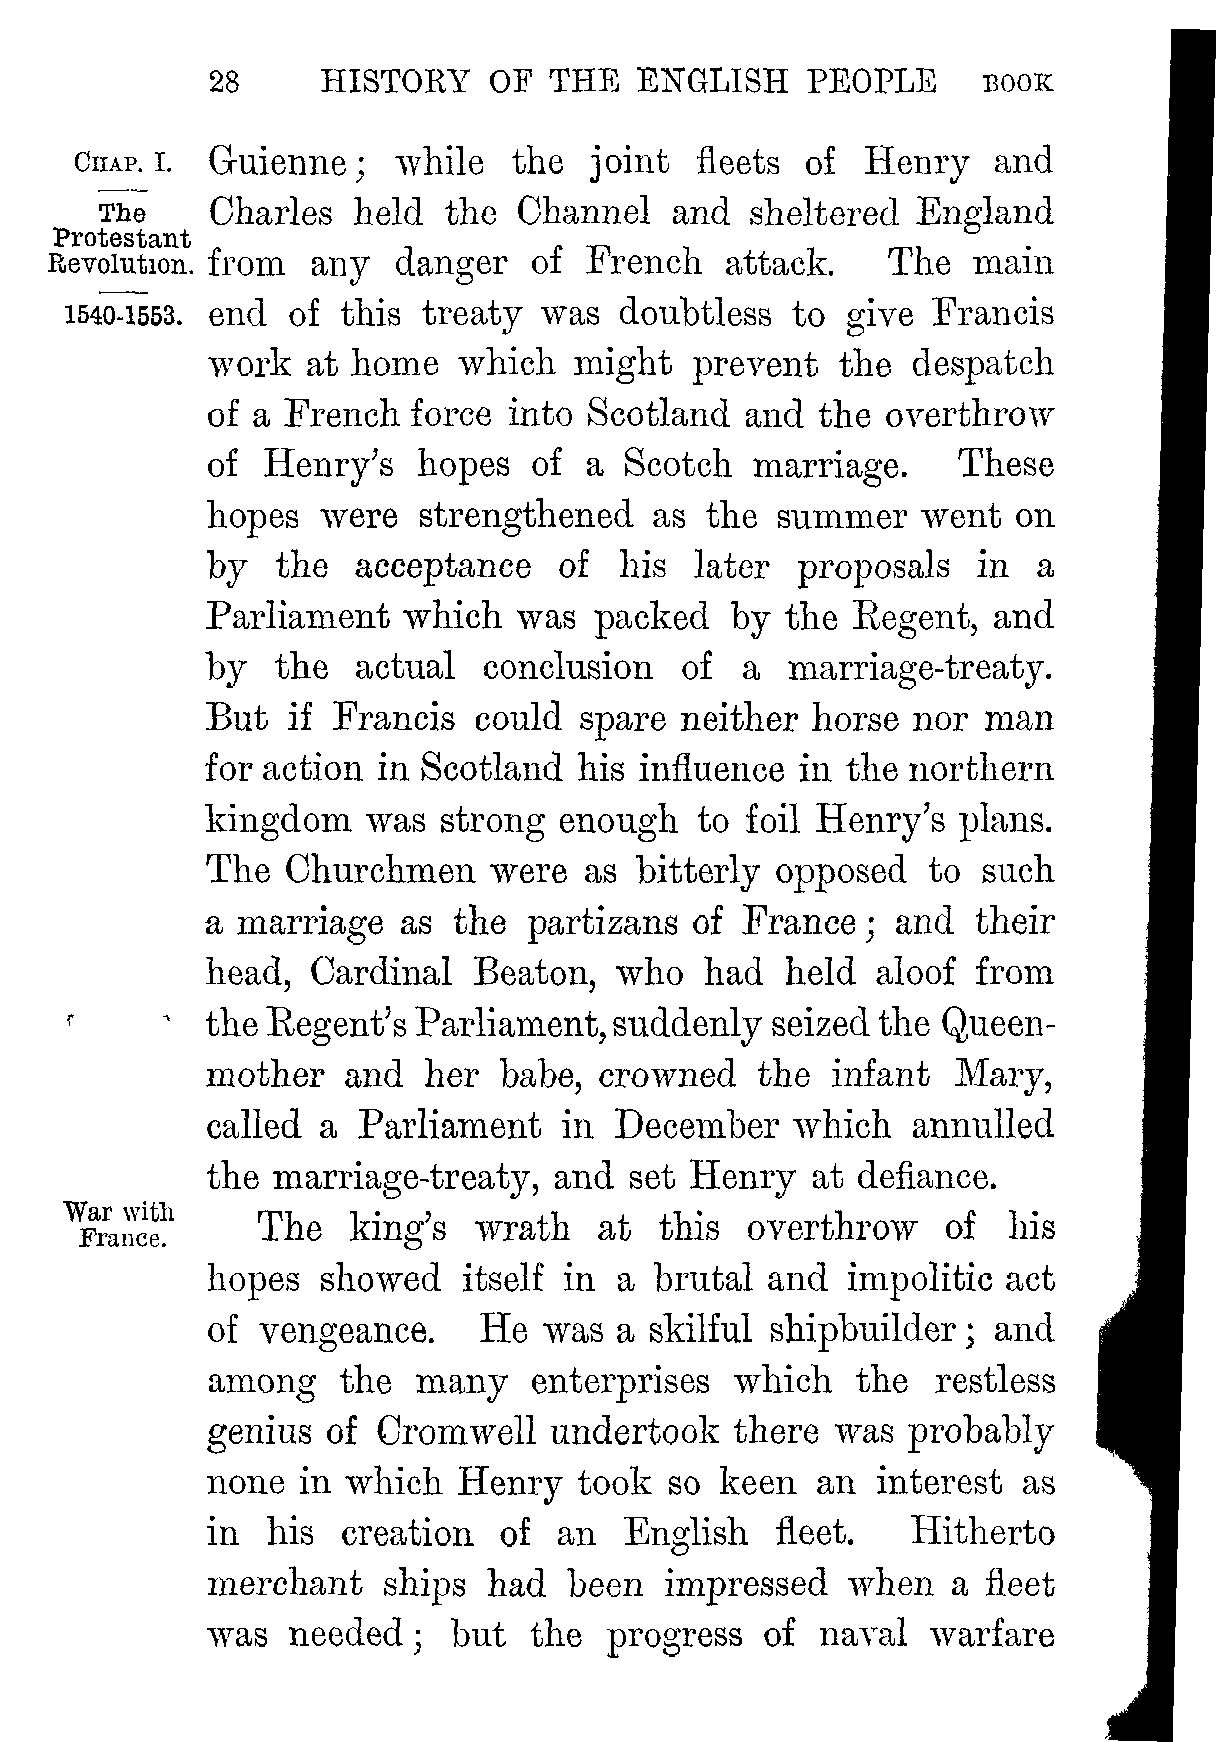 28 HISTORY OF THE ENGLISH PEOPLE BOOK
CHAP. I.
The
Protestant
Revolution.
1540-1553.
Guienne; while the joint fleets of Henry and
Charles held the Channel and sheltered England
from any danger of French attack. The main
end of this treaty was doubtless to give Francis
work at home which might prevent the despatch
of a French force into Scotland and the overthrow
of Henry's hopes of a Scotch marriage. These
hopes were strengthened as the summer went on
by the acceptance of his later proposals in a
Parliament which was packed by the Regent, and
by the actual conclusion of a marriage-treaty.
But if Francis could spare neither horse nor man
for action in Scotland his influence in the northern
kingdom was strong enough to foil Henry's plans.
The Churchmen were as bitterly opposed to such
a marriage as the partizans of France; and their
head, Cardinal Beaton, who had held aloof from
the Regent's Parliament, suddenly seized the Queen-
mother and her babe, crowned the infant Mary,
called a Parliament in December which annulled
the marriage-treaty, and set Henry at defiance.
War with
France.
The king's wrath at this overthrow of his
hopes showed itself in a brutal and impolitic act
of vengeance. He was a skilful shipbuilder; and
among the many enterprises which the restless
genius of Cromwell undertook there was probably
none in which Henry took so keen an interest as
in his creation of an English fleet. Hitherto
merchant ships had been impressed when a fleet
was needed; but the progress of naval warfare